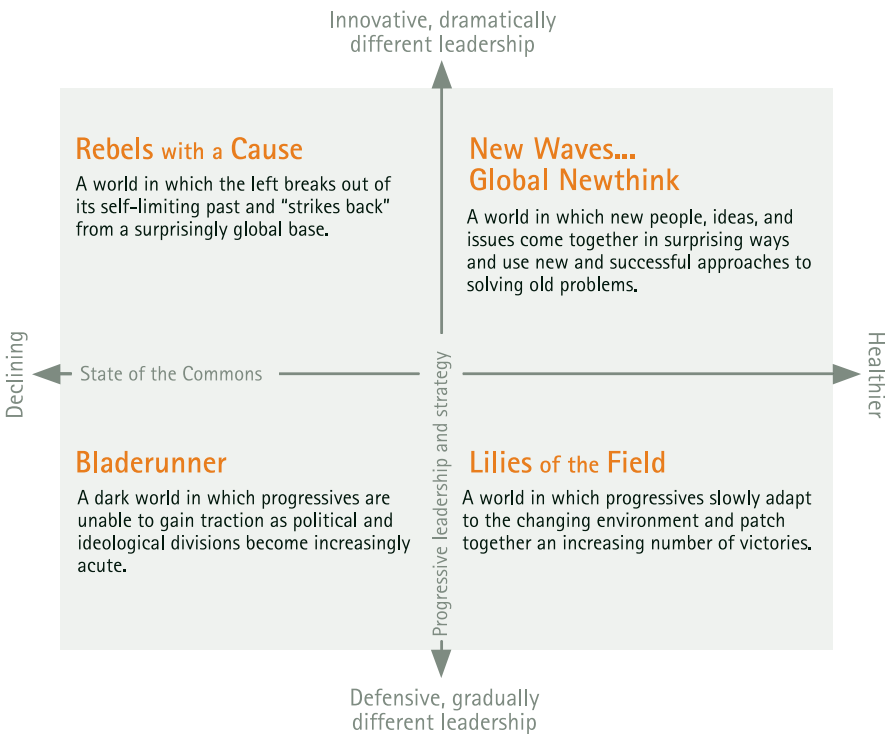 Innovative, dramatically
different leadership
Rebels with a Cause
A world in which the left breaks out of
its self-limiting past and “strikes back”
from a surprisingly global base.
New Waves...
Global Newthink
A world in which new people, ideas, and
issues come together in surprising ways
and use new and successful approaches to
solving old problems.
Declining
State of the Commons
Progressive leadership and strategy
Healthier
Bladerunner
A dark world in which progressives are
unable to gain traction as political and
ideological divisions become increasingly
acute.
Lilies of the Field
A world in which progressives slowly adapt
to the changing environment and patch
together an increasing number of victories.
Defensive, gradually
different leadership